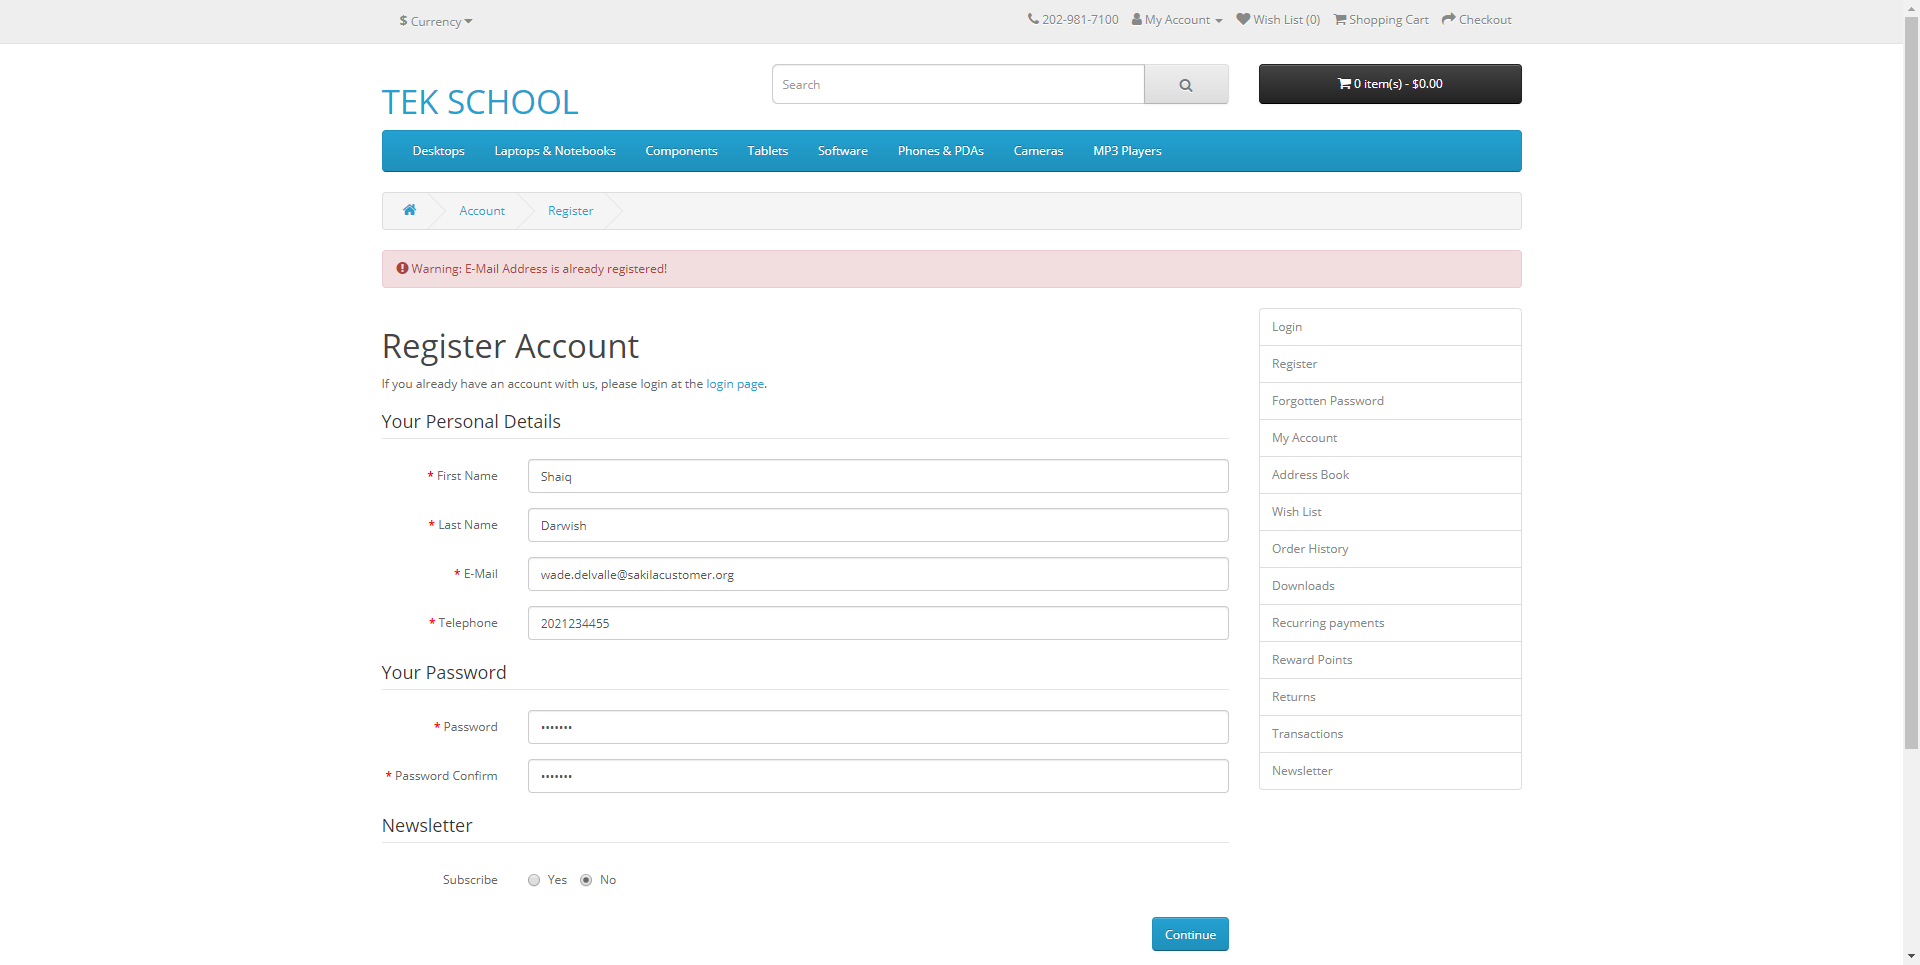 $ Currency
202-981-7100 My Account Wish List (0) Shopping Cart Checkout
TEK SCHOOL
Search
0 item(s) - $0.00
Desktops Laptops & Notebooks Components Tablets Software Phones & PDAs Cameras MP3 Players
Account Register
Warning: E-Mail Address is already registered!
Register Account
If you already have an account with us, please login at the login page.
Your Personal Details
* First Name Shaiq
* Last Name Darwish
* E-Mail wade.delvalle@sakilacustomer.org
* Telephone 2021234455
Your Password
* Password •••••••
* Password Confirm •••••••
Newsletter
Subscribe Yes No
Continue
Login
Register
Forgotten Password
My Account
Address Book
Wish List
Order History
Downloads
Recurring payments
Reward Points
Returns
Transactions
Newsletter